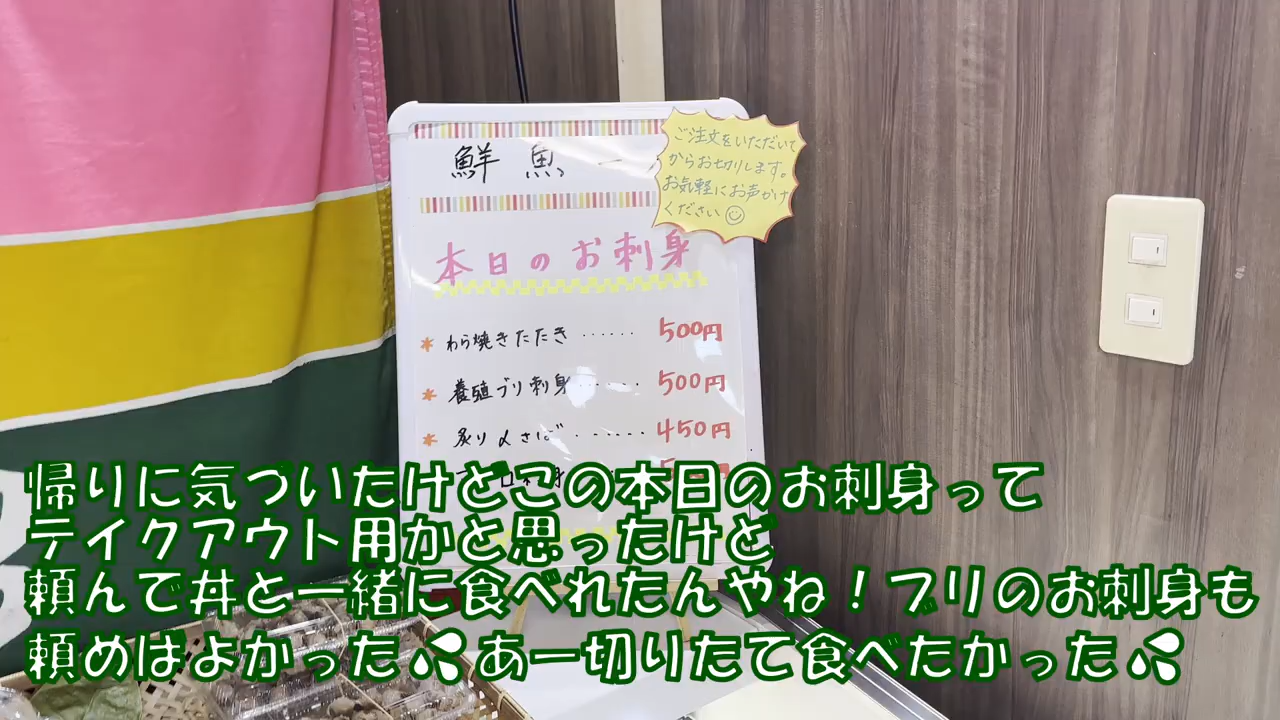 鮮魚
ご注文をいただいて
からお切りします。
お気軽にお声がけ
ください
本日のお刺身
* わら焼きたたき ...... 500円
* 養殖ブリ刺身 ..... 500円
* 炙り〆さば ....... 450円
帰りに気づいたけどこの本日のお刺身って
テイクアウト用かと思ったけど
頼んで丼と一緒に食べれたんやね！ブリのお刺身も
頼めばよかった💦あー切りたて食べたかった💦